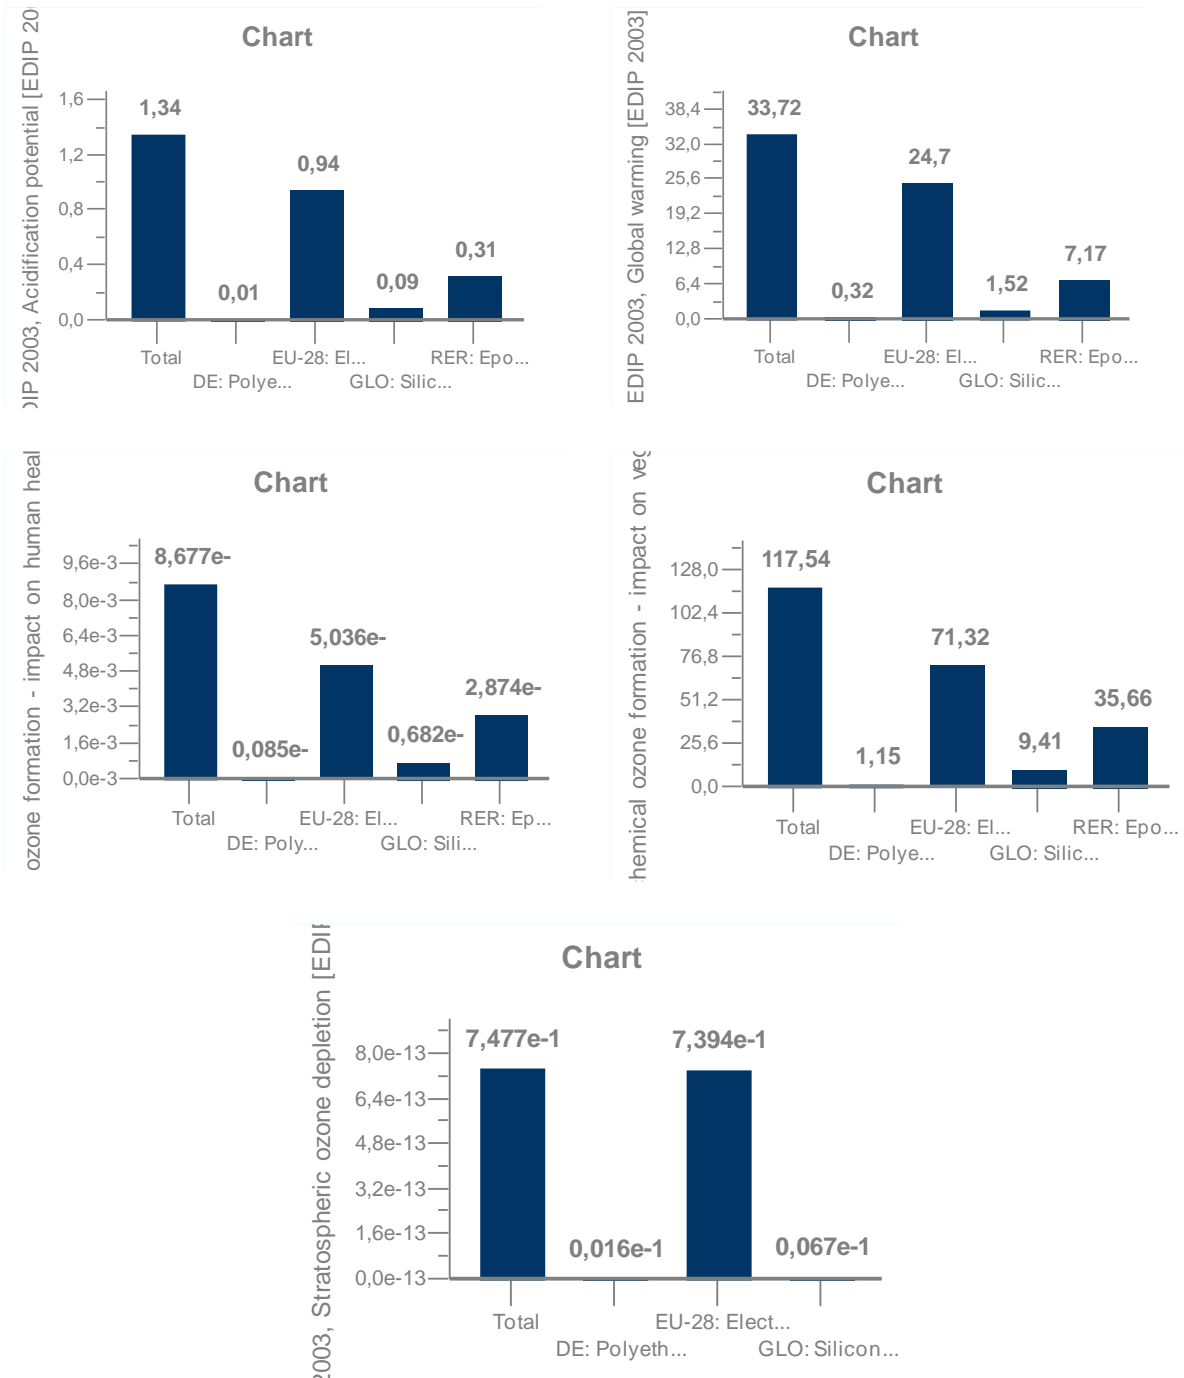 Chart
DIP 2003, Acidification potential [EDIP 20
1,6
1,2
0,8
0,4
0,0
1,34
0,01
0,94
0,09
0,31
Total
DE: Polye...
EU-28: El...
GLO: Silic...
RER: Epo...
Chart
EDIP 2003, Global warming [EDIP 2003]
38,4
32,0
25,6
19,2
12,8
6,4
0,0
33,72
0,32
24,7
1,52
7,17
Total
DE: Polye...
EU-28: El...
GLO: Silic...
RER: Epo...
Chart
ozone formation - impact on human heal
9,6e-3
8,0e-3
6,4e-3
4,8e-3
3,2e-3
1,6e-3
0,0e-3
8,677e-
0,085e-
5,036e-
0,682e-
2,874e-
Total
DE: Poly...
EU-28: El...
GLO: Sili...
RER: Ep...
Chart
chemical ozone formation - impact on veg
128,0
102,4
76,8
51,2
25,6
0,0
117,54
1,15
71,32
9,41
35,66
Total
DE: Polye...
EU-28: El...
GLO: Silic...
RER: Epo...
Chart
2003, Stratospheric ozone depletion [EDIP
8,0e-13
6,4e-13
4,8e-13
3,2e-13
1,6e-13
0,0e-13
7,477e-1
0,016e-1
7,394e-1
0,067e-1
Total
DE: Polyeth...
EU-28: Elect...
GLO: Silicon...